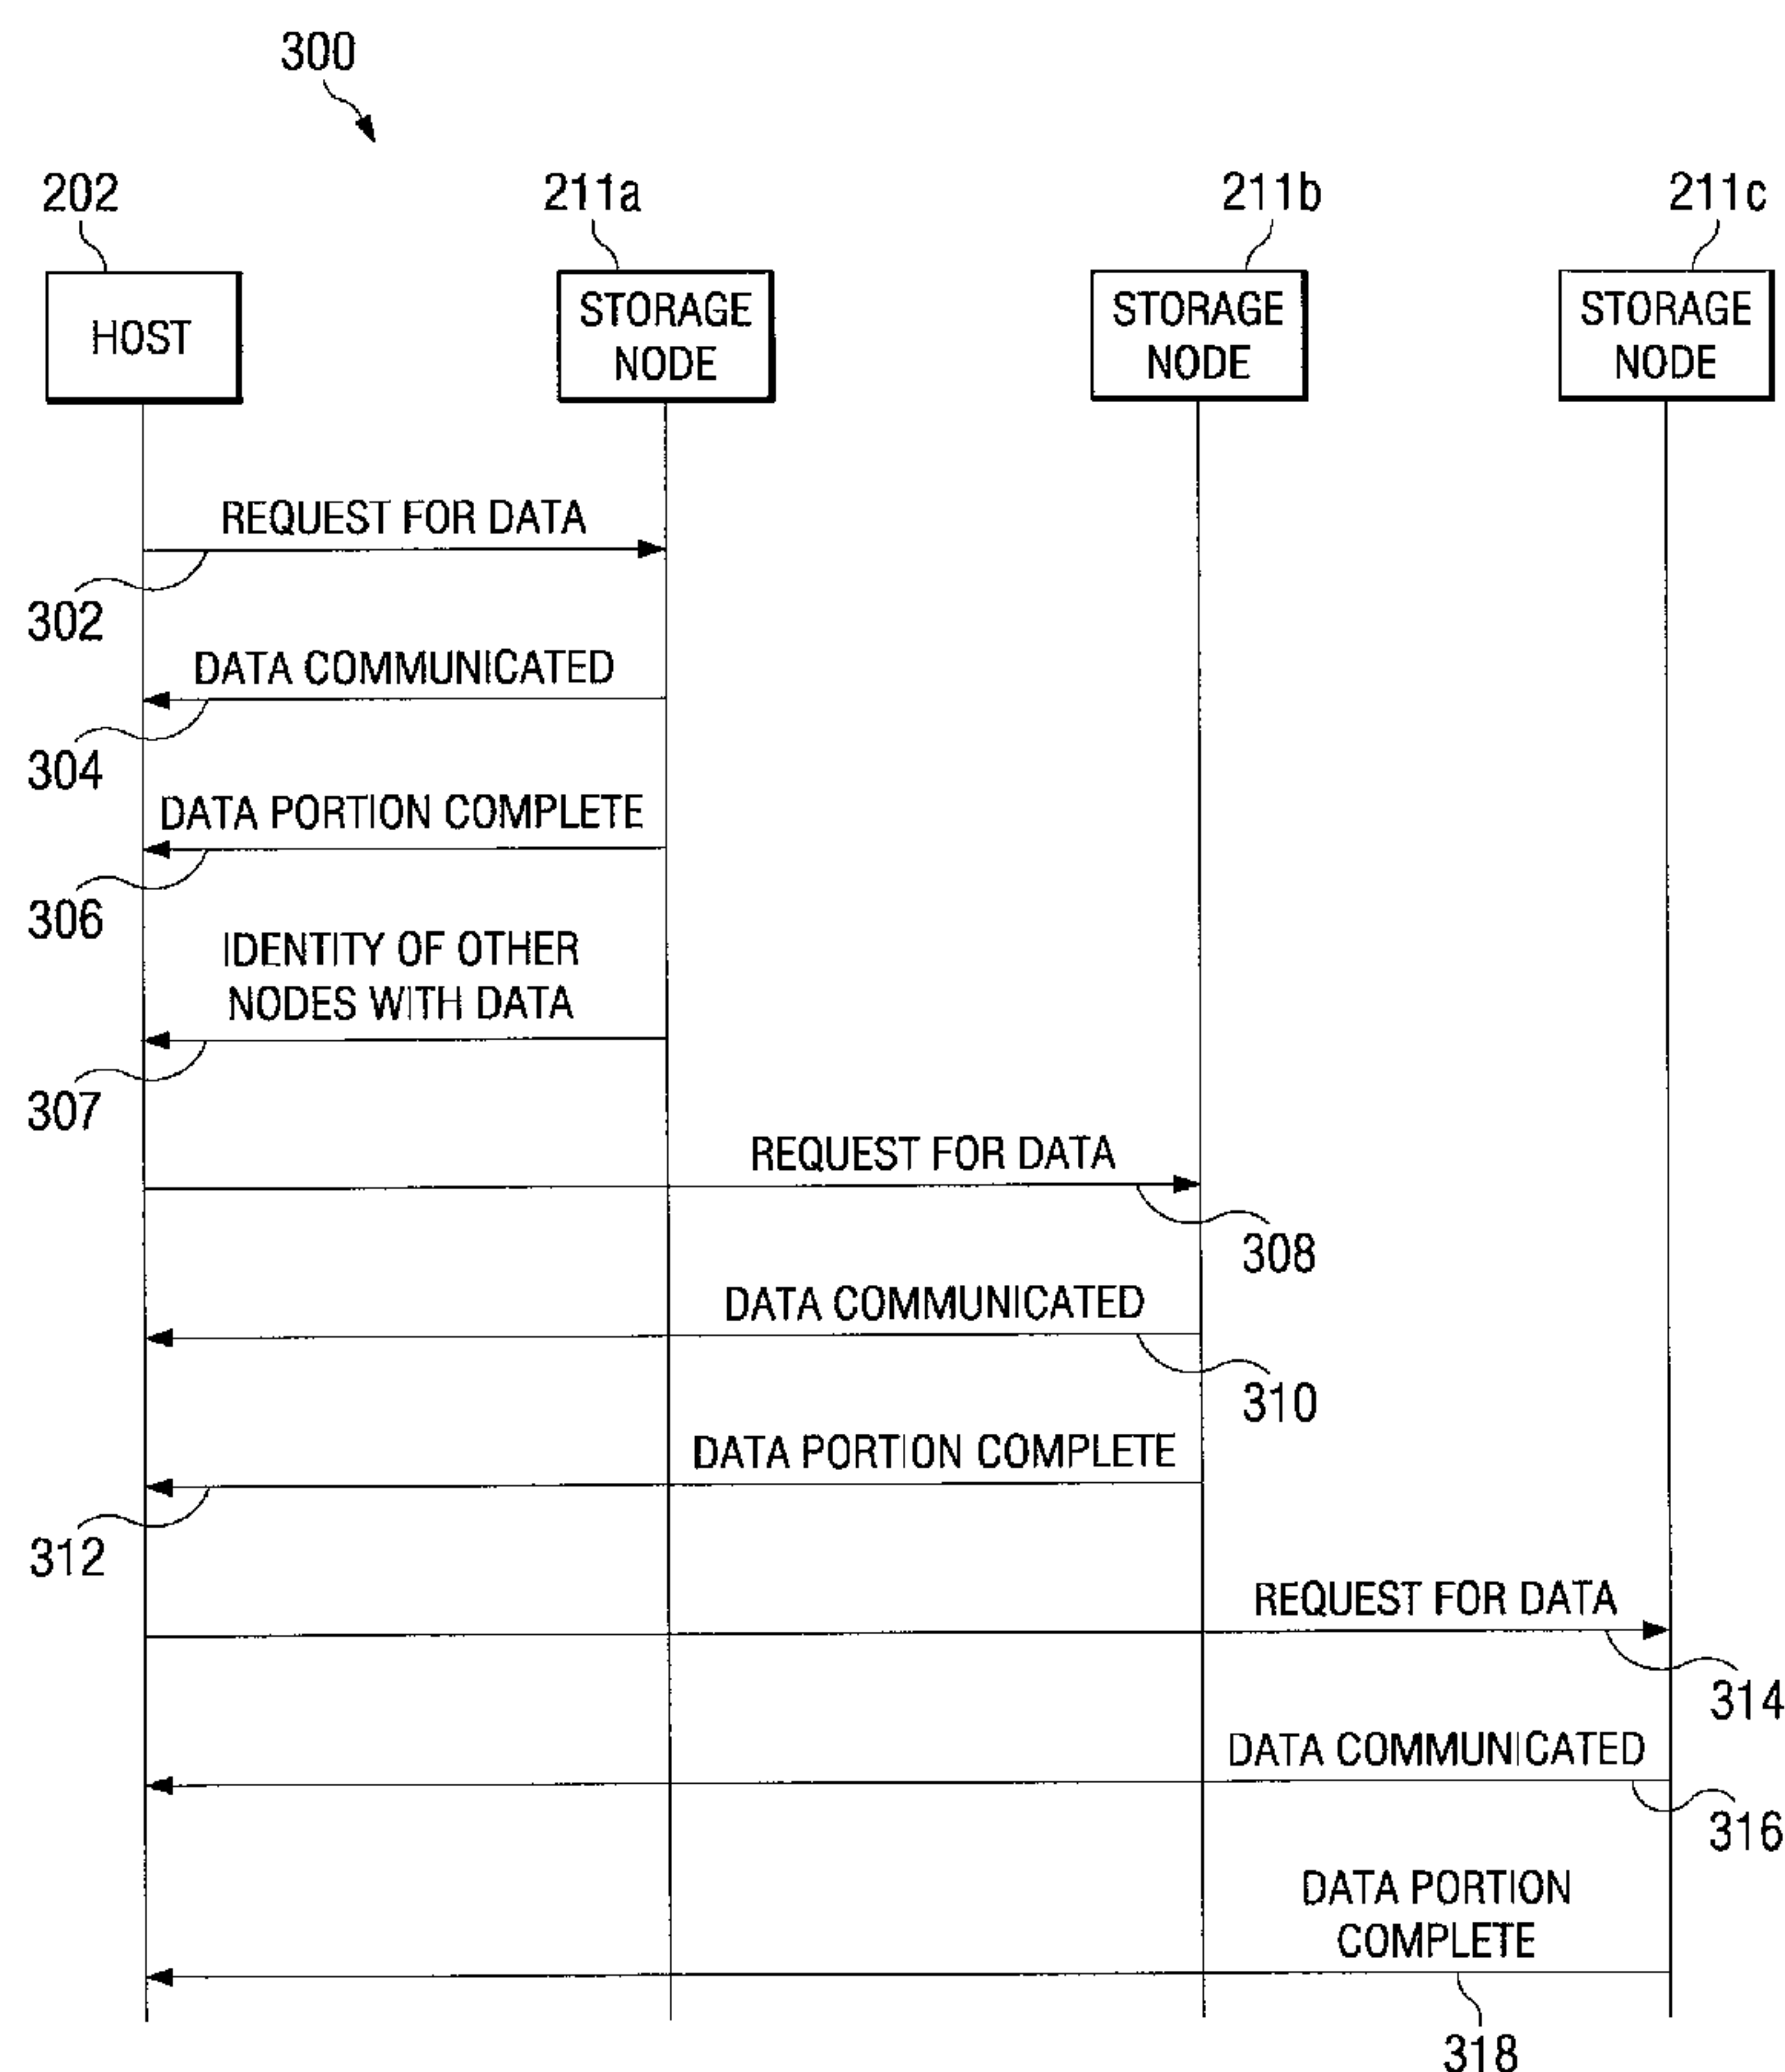 300
202
211a
211b
211c
HOST
STORAGE
NODE
STORAGE
NODE
STORAGE
NODE
REQUEST FOR DATA
302
DATA COMMUNICATED
304
DATA PORTION COMPLETE
306
IDENTITY OF OTHER
NODES WITH DATA
307
REQUEST FOR DATA
308
DATA COMMUNICATED
310
DATA PORTION COMPLETE
312
REQUEST FOR DATA
314
DATA COMMUNICATED
316
DATA PORTION
COMPLETE
318